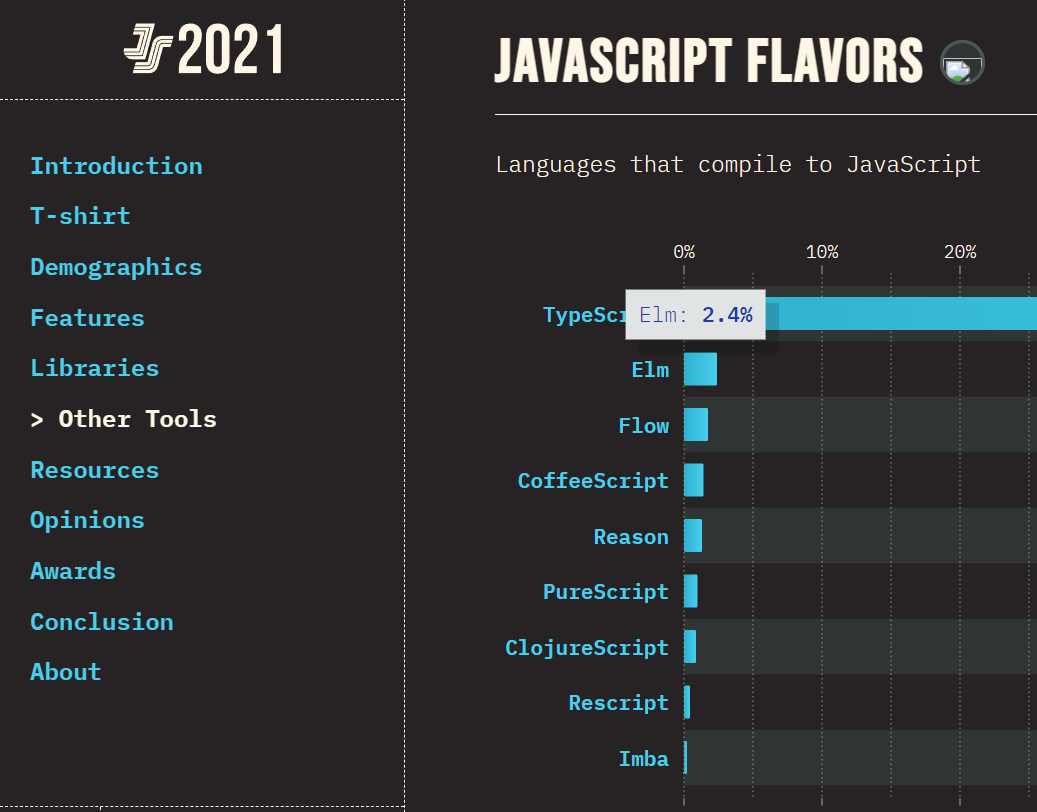 JS 2021
Introduction
T-shirt
Demographics
Features
Libraries
> Other Tools
Resources
Opinions
Awards
Conclusion
About
JAVASCRIPT FLAVORS
Languages that compile to JavaScript
0% 10% 20%
TypeScr
Elm: 2.4%
Elm
Flow
CoffeeScript
Reason
PureScript
ClojureScript
Rescript
Imba